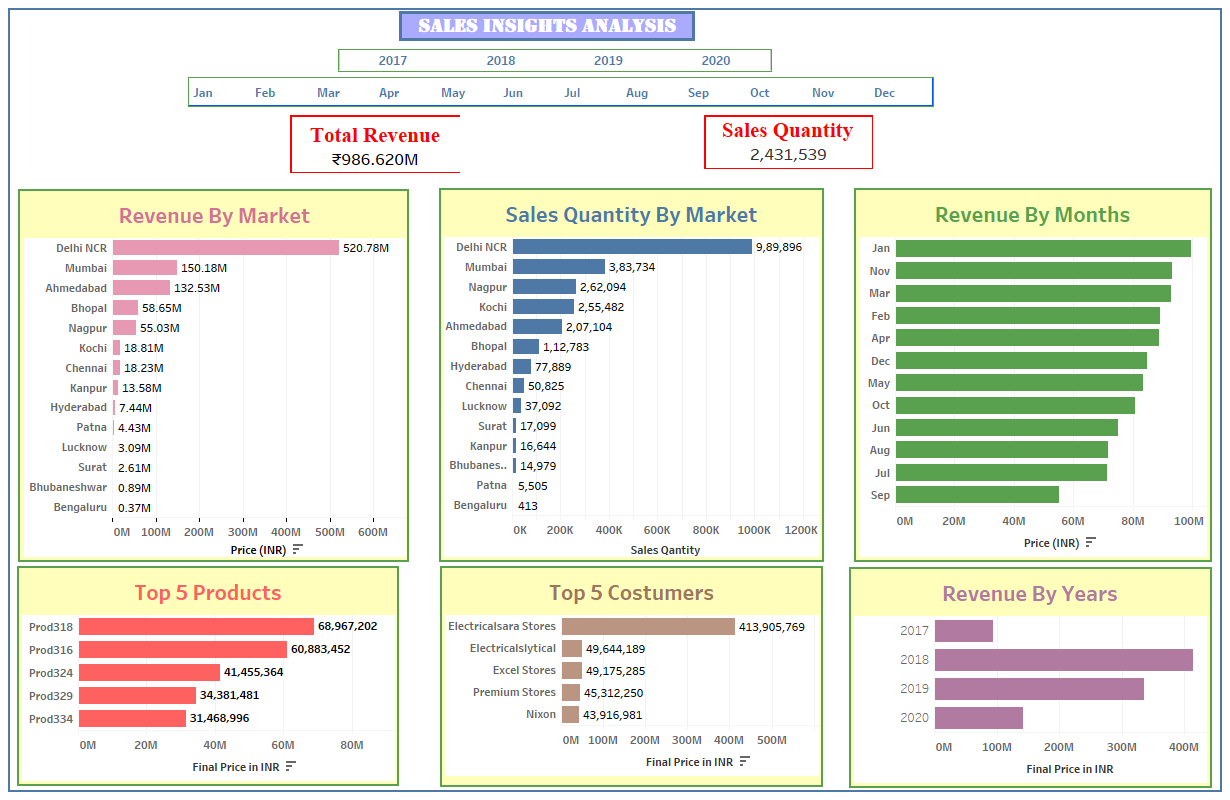 SALES INSIGHTS ANALYSIS
2017 2018 2019 2020
Jan Feb Mar Apr May Jun Jul Aug Sep Oct Nov Dec
Total Revenue
₹986.620M
Sales Quantity
2,431,539
Revenue By Market
Delhi NCR 520.78M
Mumbai 150.18M
Ahmedabad 132.53M
Bhopal 58.65M
Nagpur 55.03M
Kochi 18.81M
Chennai 18.23M
Kanpur 13.58M
Hyderabad 7.44M
Patna 4.43M
Lucknow 3.09M
Surat 2.61M
Bhubaneshwar 0.89M
Bengaluru 0.37M
0M 100M 200M 300M 400M 500M 600M
Price (INR)
Sales Quantity By Market
Delhi NCR 9,89,896
Mumbai 3,83,734
Nagpur 2,62,094
Kochi 2,55,482
Ahmedabad 2,07,104
Bhopal 1,12,783
Hyderabad 77,889
Chennai 50,825
Lucknow 37,092
Surat 17,099
Kanpur 16,644
Bhubanes.. 14,979
Patna 5,505
Bengaluru 413
0K 200K 400K 600K 800K 1000K 1200K
Sales Qantity
Revenue By Months
Jan
Nov
Mar
Feb
Apr
Dec
May
Oct
Jun
Aug
Jul
Sep
0M 20M 40M 60M 80M 100M
Price (INR)
Top 5 Products
Prod318 68,967,202
Prod316 60,883,452
Prod324 41,455,364
Prod329 34,381,481
Prod334 31,468,996
0M 20M 40M 60M 80M
Final Price in INR
Top 5 Costumers
Electricalsara Stores 413,905,769
Electricalslytical 49,644,189
Excel Stores 49,175,285
Premium Stores 45,312,250
Nixon 43,916,981
0M 100M 200M 300M 400M 500M
Final Price in INR
Revenue By Years
2017
2018
2019
2020
0M 100M 200M 300M 400M
Final Price in INR